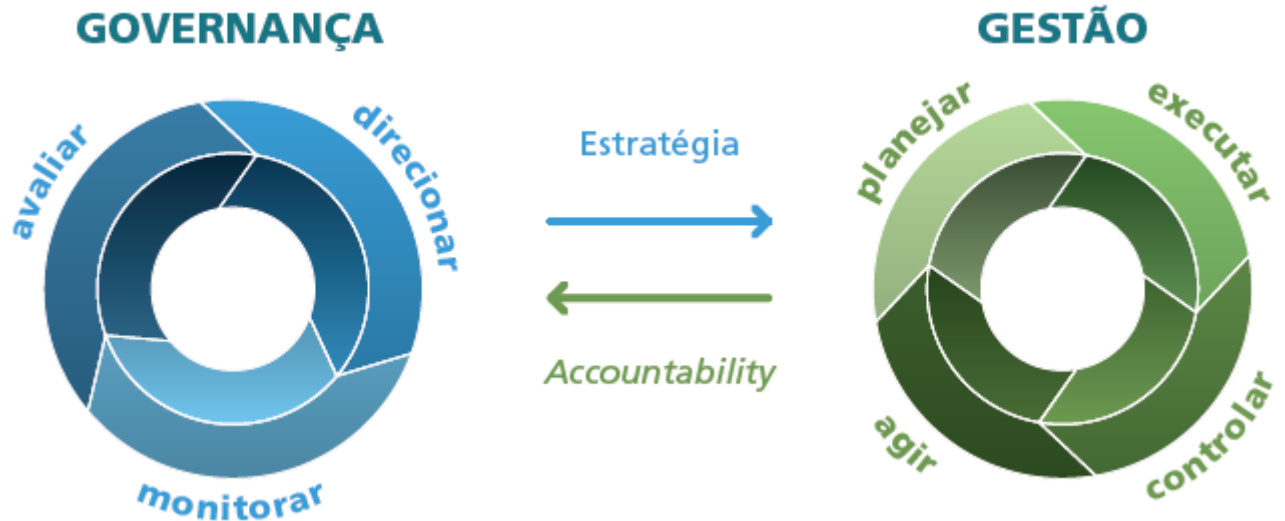 GOVERNANÇA
avaliar
direcionar
monitorar
Estratégia
Accountability
GESTÃO
planejar
executar
agir
controlar